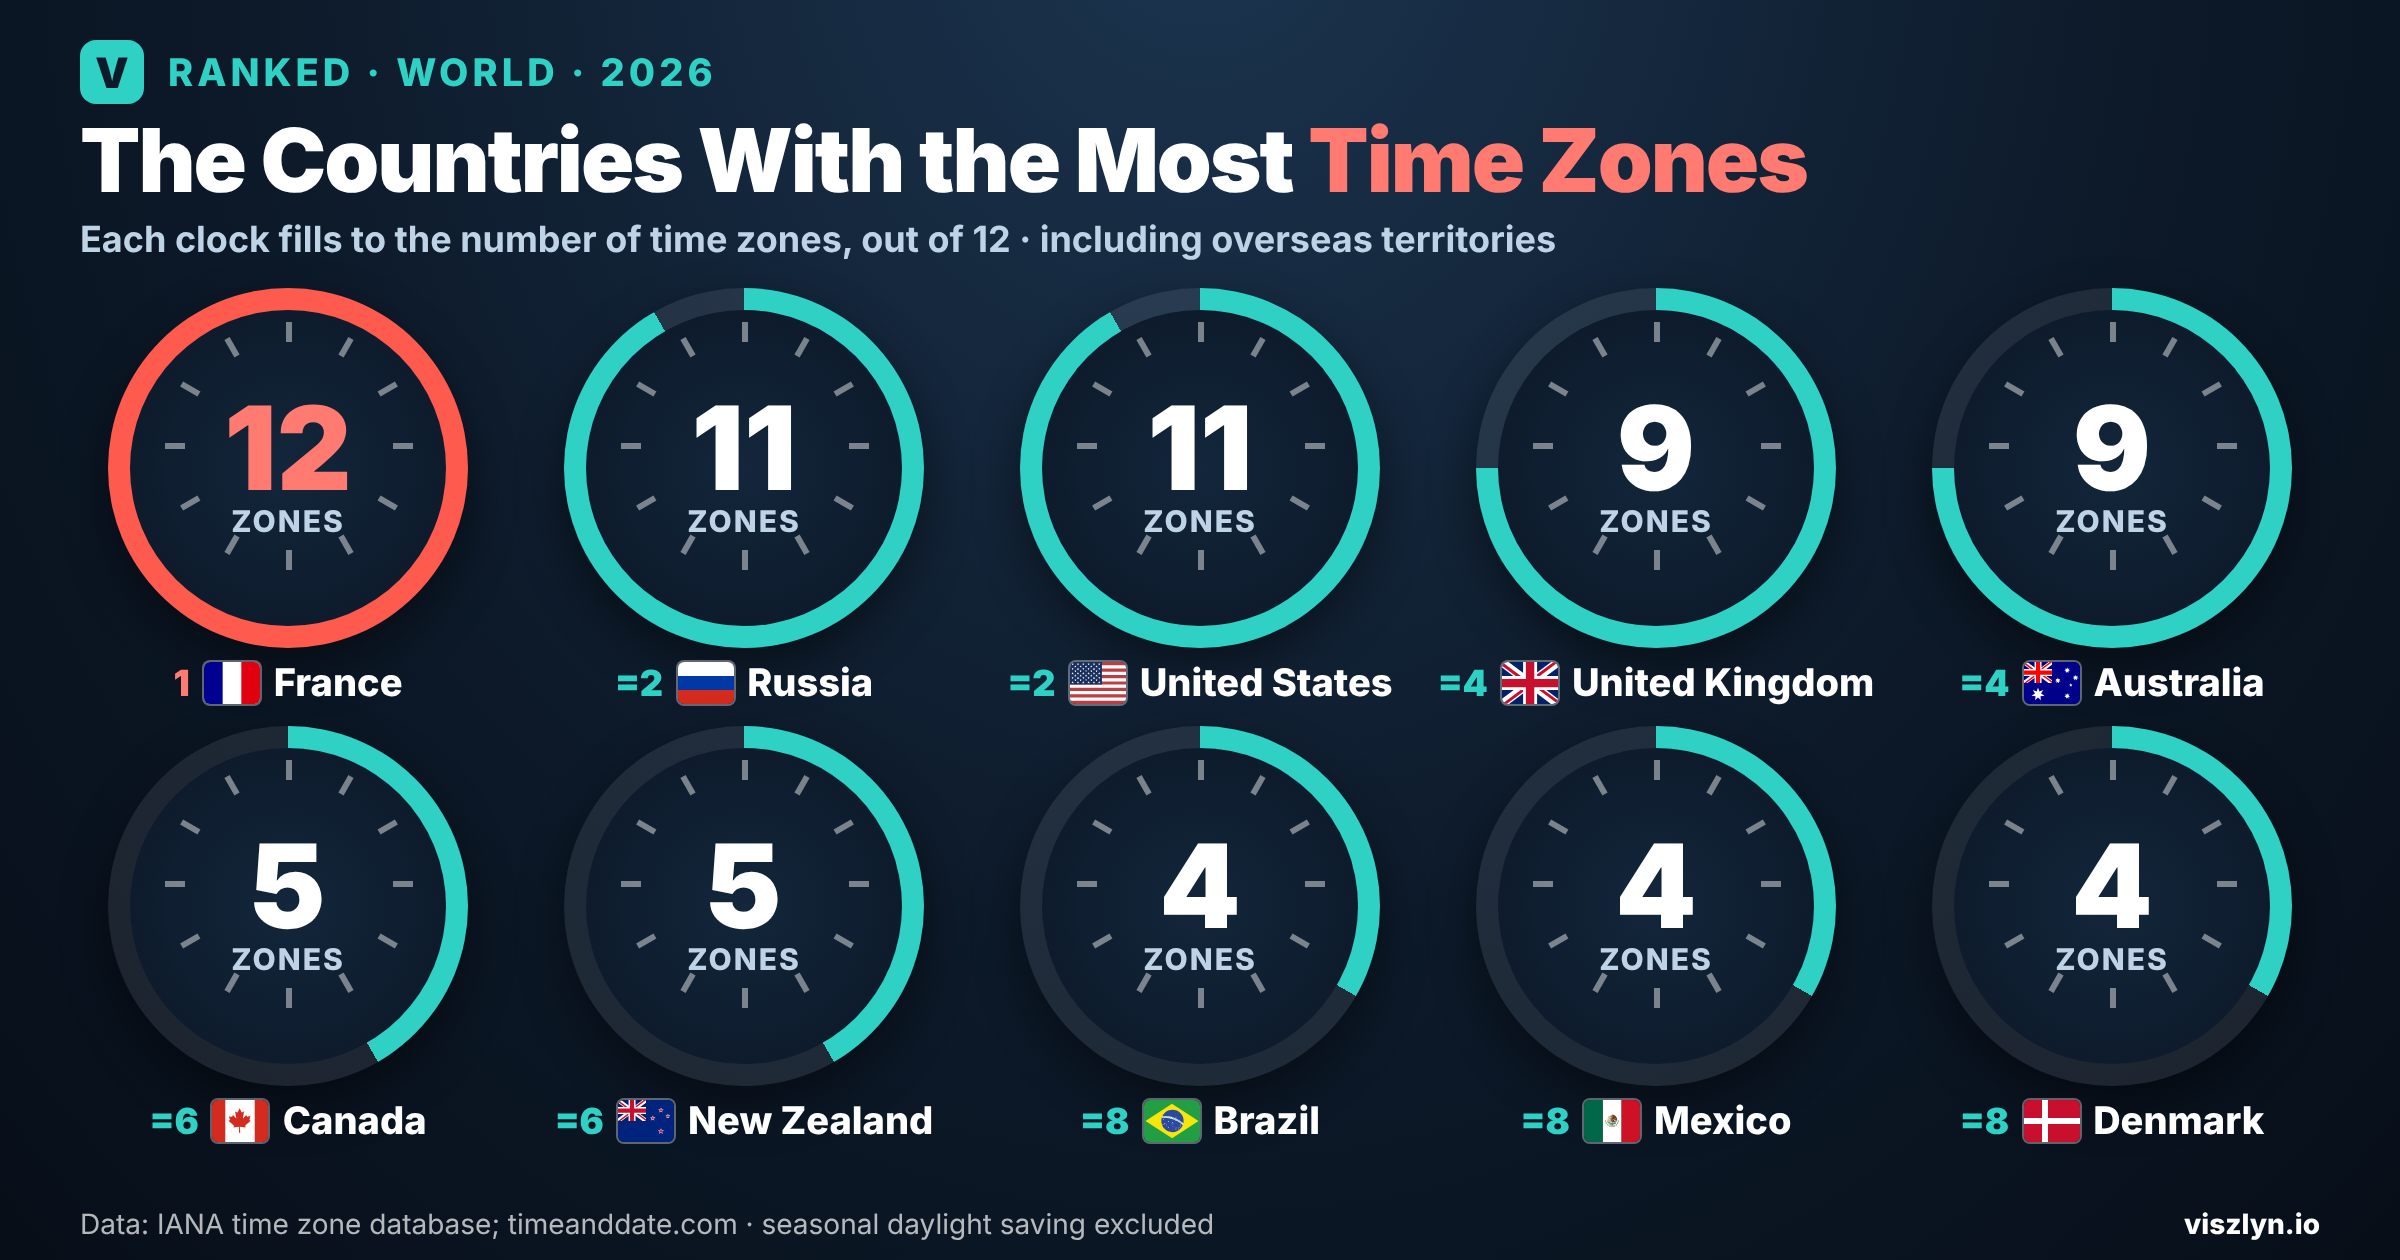 V RANKED · WORLD · 2026
The Countries With the Most Time Zones
Each clock fills to the number of time zones, out of 12 · including overseas territories
12
ZONES
1 France
11
ZONES
=2 Russia
11
ZONES
=2 United States
9
ZONES
=4 United Kingdom
9
ZONES
=4 Australia
5
ZONES
=6 Canada
5
ZONES
=6 New Zealand
4
ZONES
=8 Brazil
4
ZONES
=8 Mexico
4
ZONES
=8 Denmark
Data: IANA time zone database; timeanddate.com · seasonal daylight saving excluded
viszlyn.io